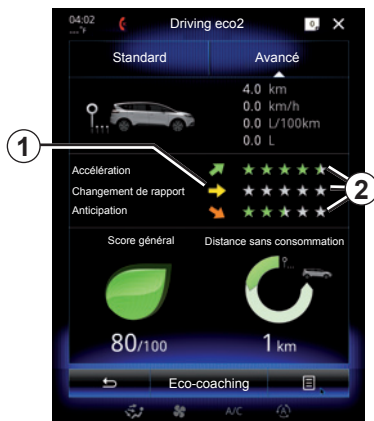 04:02
Driving eco2
Standard
Avancé
4.0 km
0.0 km/h
0.0 L/100km
0.0 L
1
Accélération
Changement de rapport
Anticipation
2
Score général
Distance sans consommation
80/100
1 km
Eco-coaching
A/C